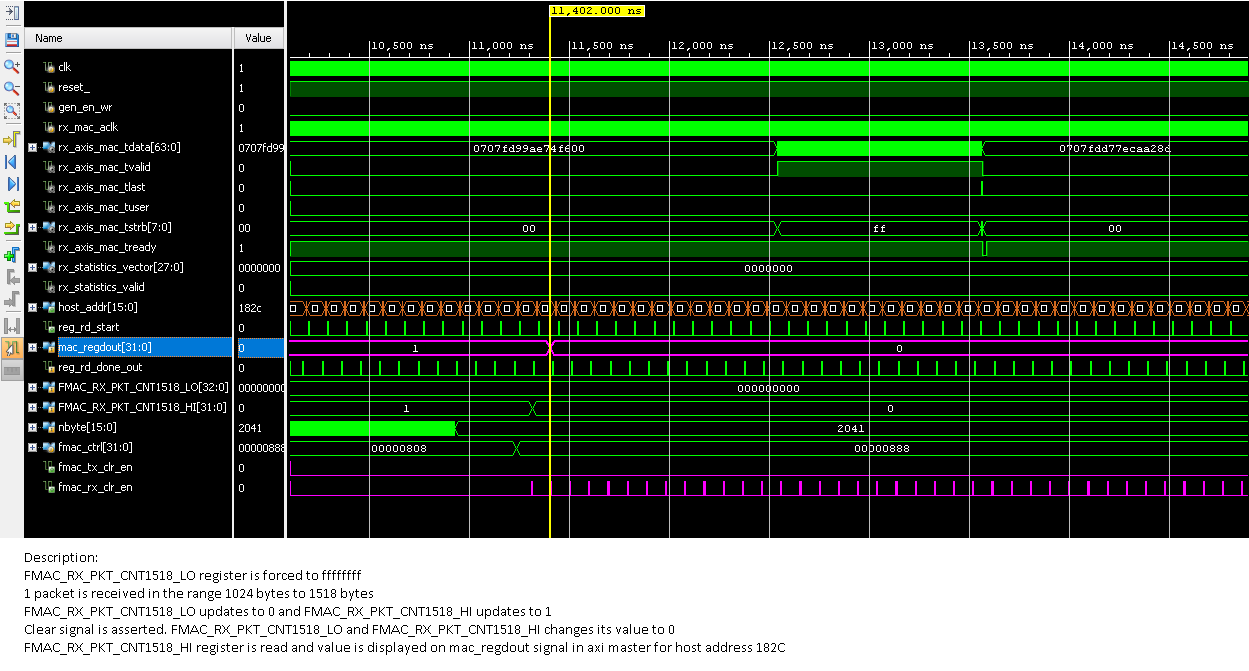 11,402.000 ns
Name Value
10,500 ns 11,000 ns 11,500 ns 12,000 ns 12,500 ns 13,000 ns 13,500 ns 14,000 ns 14,500 ns
clk 1
reset_ 1
gen_en_wr 0
rx_mac_aclk 1
rx_axis_mac_tdata[63:0] 0707fd99 0707fd99ae74f600 0707fdd77ecaa28d
rx_axis_mac_tvalid 0
rx_axis_mac_tlast 0
rx_axis_mac_tuser 0
rx_axis_mac_tstrb[7:0] 00 00 ff 00
rx_axis_mac_tready 1
rx_statistics_vector[27:0] 0000000 0000000
rx_statistics_valid 0
host_addr[15:0] 182c
reg_rd_start 0
mac_regdout[31:0] 0 1 0
reg_rd_done_out 0
FMAC_RX_PKT_CNT1518_LO[32:0] 00000000 000000000
FMAC_RX_PKT_CNT1518_HI[31:0] 0 1 0
nbyte[15:0] 2041 2041
fmac_ctrl[31:0] 00000888 00000808 00000888
fmac_tx_clr_en 0
fmac_rx_clr_en 0
Description:
FMAC_RX_PKT_CNT1518_LO register is forced to ffffffff
1 packet is received in the range 1024 bytes to 1518 bytes
FMAC_RX_PKT_CNT1518_LO updates to 0 and FMAC_RX_PKT_CNT1518_HI updates to 1
Clear signal is asserted. FMAC_RX_PKT_CNT1518_LO and FMAC_RX_PKT_CNT1518_HI changes its value to 0
FMAC_RX_PKT_CNT1518_HI register is read and value is displayed on mac_regdout signal in axi master for host address 182C